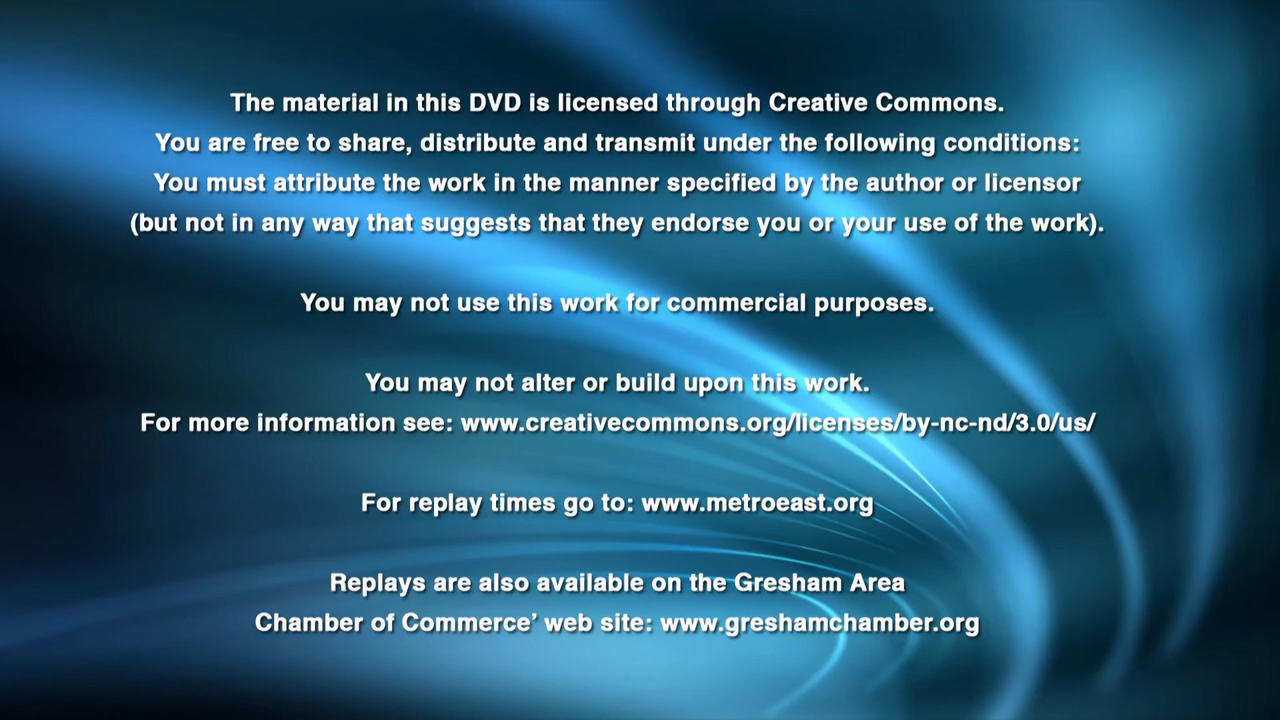 The material in this DVD is licensed through Creative Commons.
You are free to share, distribute and transmit under the following conditions:
You must attribute the work in the manner specified by the author or licensor
(but not in any way that suggests that they endorse you or your use of the work).
You may not use this work for commercial purposes.
You may not alter or build upon this work.
For more information see: www.creativecommons.org/licenses/by-nc-nd/3.0/us/
For replay times go to: www.metroeast.org
Replays are also available on the Gresham Area
Chamber of Commerce’ web site: www.greshamchamber.org